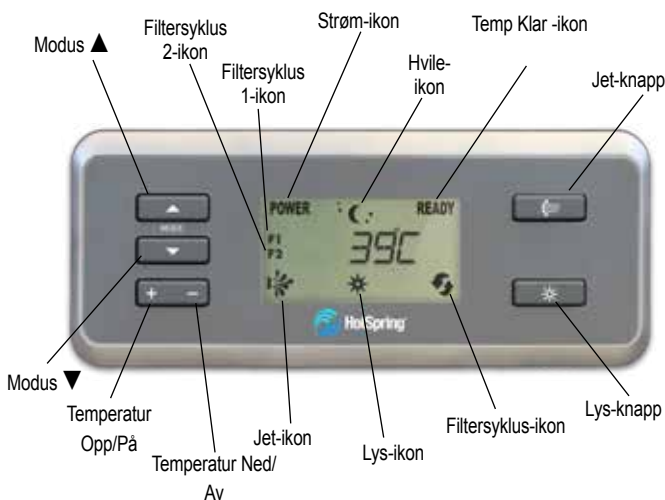 Modus ▲
Filtersyklus
2-ikon
Filtersyklus
1-ikon
Strøm-ikon
Hvile-
ikon
Temp Klar -ikon
Jet-knapp
POWER
READY
MODE
F1
F2
39C
+ −
HotSpring
Modus ▼
Temperatur
Opp/På
Temperatur Ned/
Av
Jet-ikon
Lys-ikon
Filtersyklus-ikon
Lys-knapp